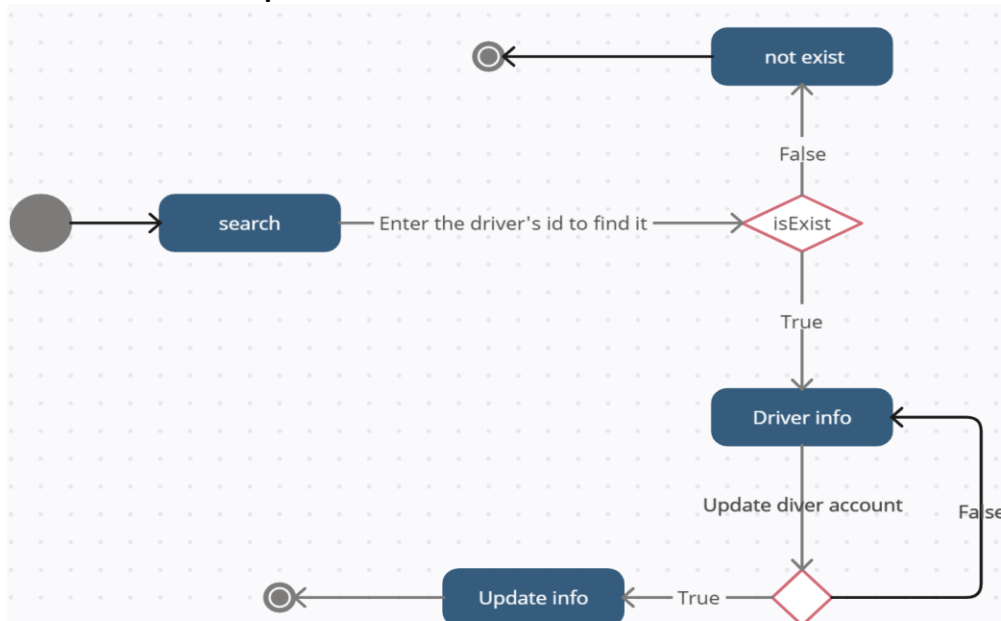 not exist
False
search
Enter the driver's id to find it
isExist
True
Driver info
Update diver account
False
Update info
True